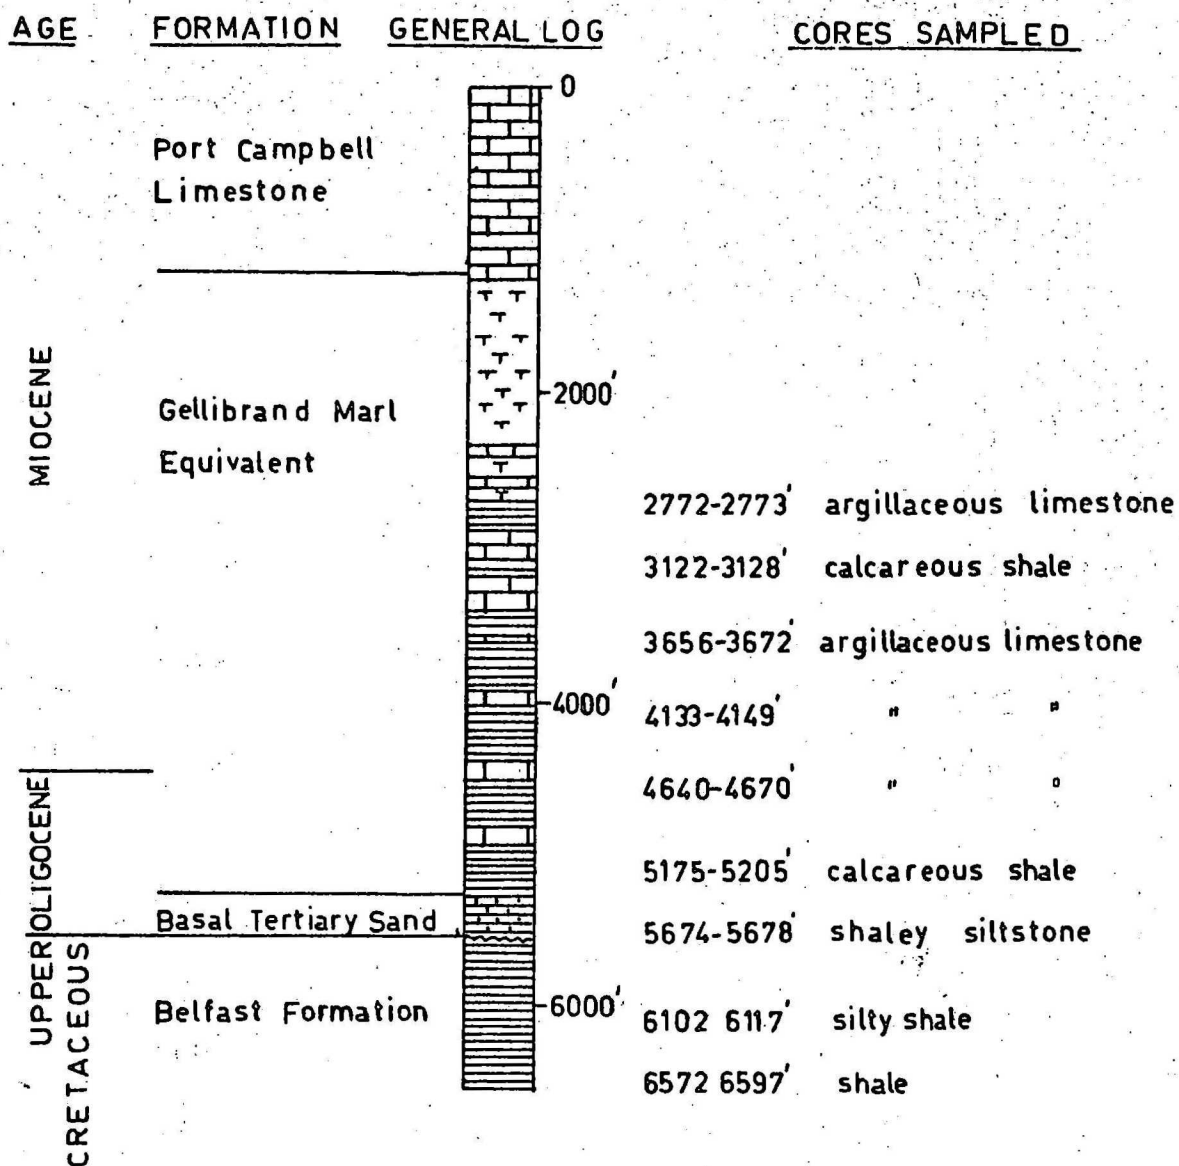 AGE FORMATION GENERAL LOG CORES SAMPLED
0
Port Campbell
Limestone
MIOCENE
2000'
Gellibrand Marl
Equivalent
2772-2773' argillaceous limestone
3122-3128' calcareous shale
3656-3672' argillaceous limestone
4000'
4133-4149' " "
4640-4670' " "
OLIGOCENE
5175-5205' calcareous shale
Basal Tertiary Sand
5674-5678' shaley siltstone
UPPER
CRETACEOUS
Belfast Formation
6000'
6102 6117' silty shale
6572 6597' shale